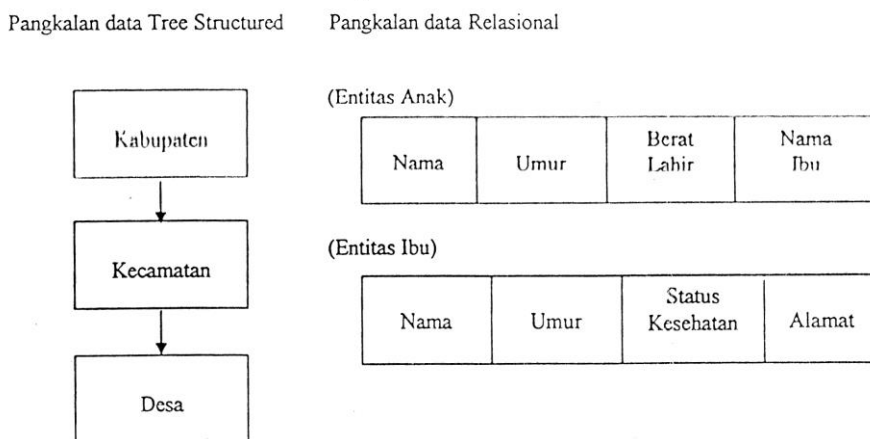 Pangkalan data Tree Structured
Kabupaten
Kecamatan
Desa
Pangkalan data Relasional
(Entitas Anak)
Nama
Umur
Berat
Lahir
Nama
Ibu
(Entitas Ibu)
Nama
Umur
Status
Kesehatan
Alamat